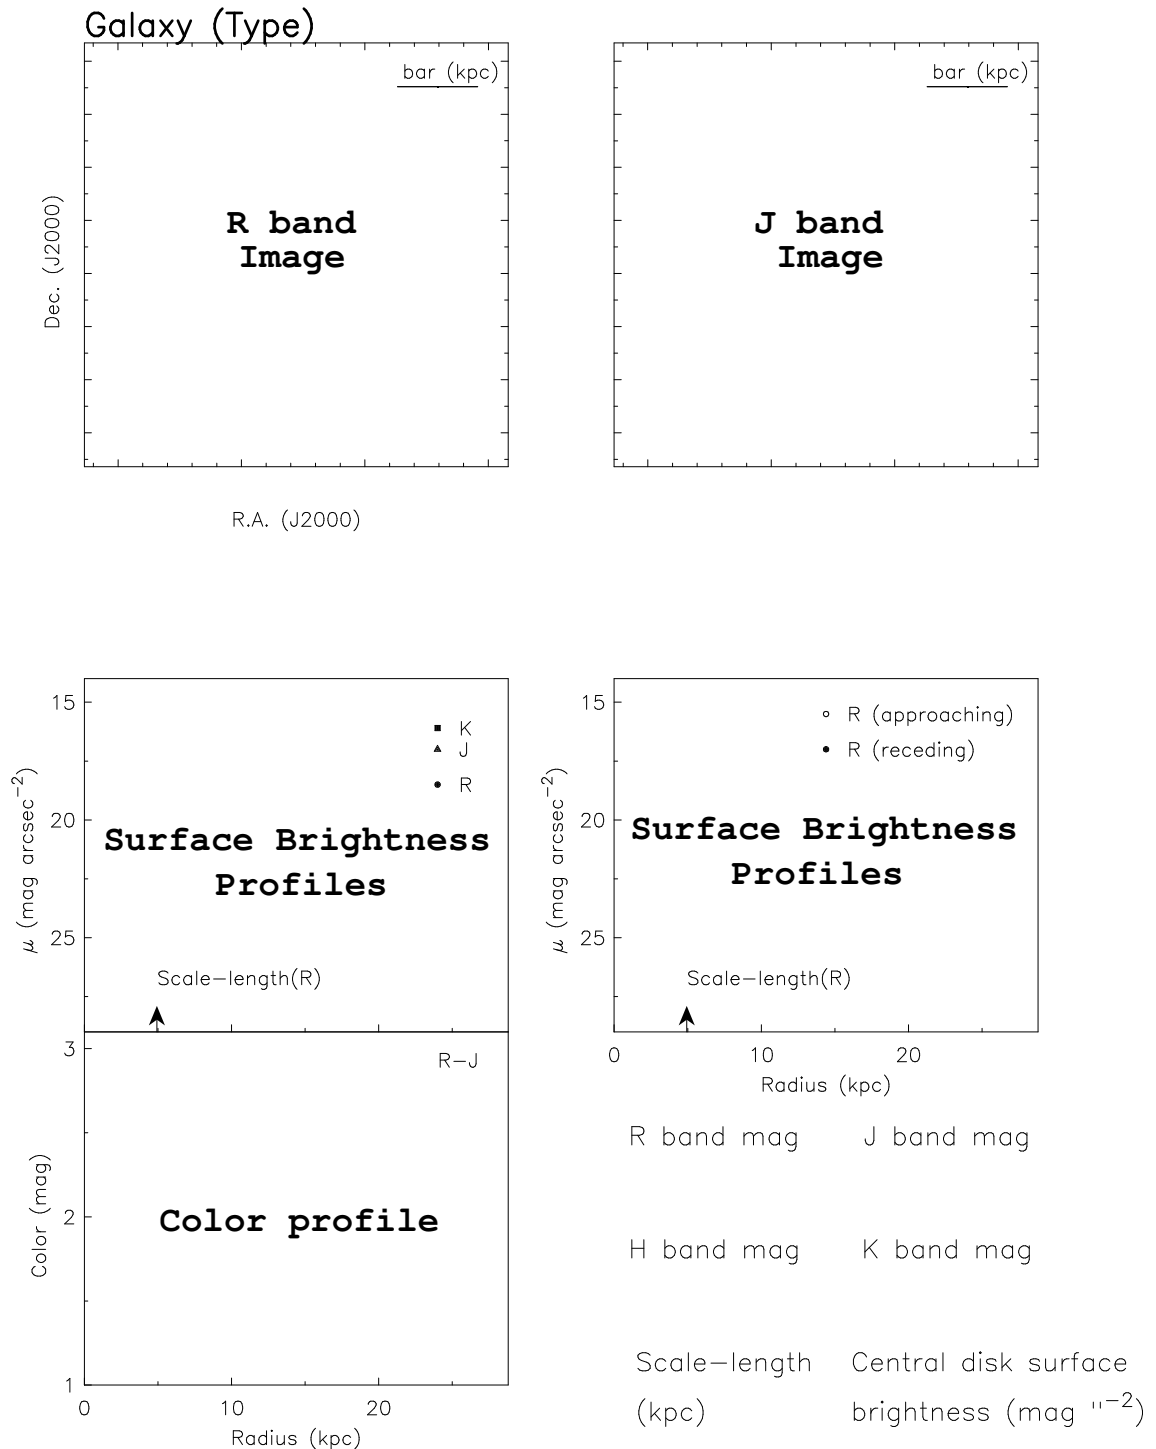 Galaxy (Type)
bar (kpc)
bar (kpc)
R band
Image
J band
Image
Dec. (J2000)
R.A. (J2000)
15
20
25
μ (mag arcsec⁻²)
K
J
R
Surface Brightness
Profiles
Scale-length(R)
15
20
25
μ (mag arcsec⁻²)
R (approaching)
R (receding)
Surface Brightness
Profiles
Scale-length(R)
0 10 20
Radius (kpc)
3
2
1
Color (mag)
R-J
Color profile
0 10 20
Radius (kpc)
R band mag
J band mag
H band mag
K band mag
Scale-length
(kpc)
Central disk surface
brightness (mag "⁻²)